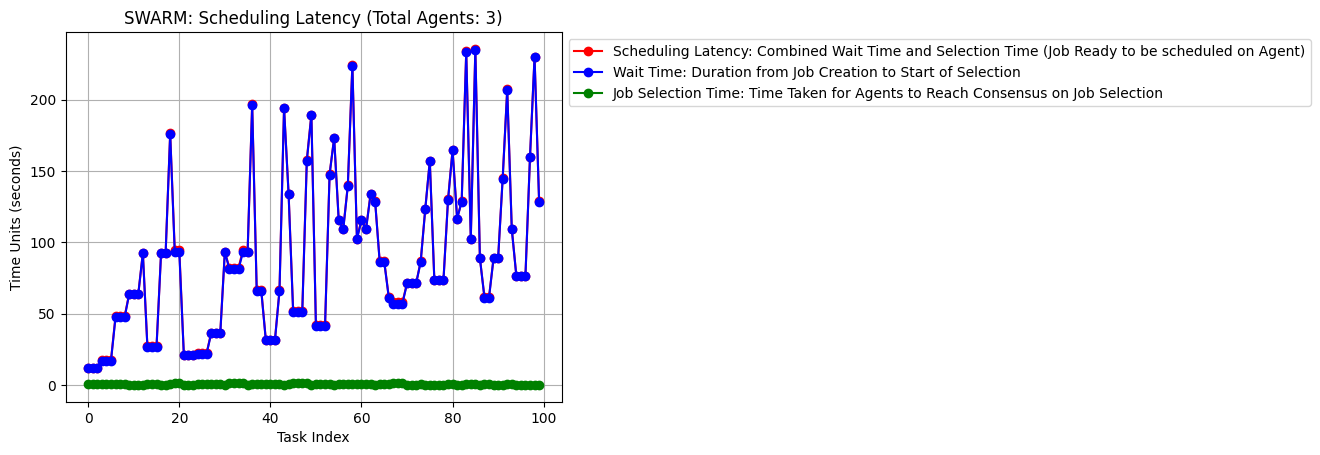 SWARM: Scheduling Latency (Total Agents: 3)
Scheduling Latency: Combined Wait Time and Selection Time (Job Ready to be scheduled on Agent)
Wait Time: Duration from Job Creation to Start of Selection
Job Selection Time: Time Taken for Agents to Reach Consensus on Job Selection
Time Units (seconds)
200
150
100
50
0
0 20 40 60 80 100
Task Index